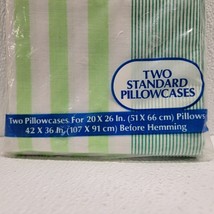 TWO
STANDARD
PILLOWCASES
Two Pillowcases For 20 X 26 In. (51 X 66 cm) Pillows
42 X 36 In. (107 X 91 cm) Before Hemming